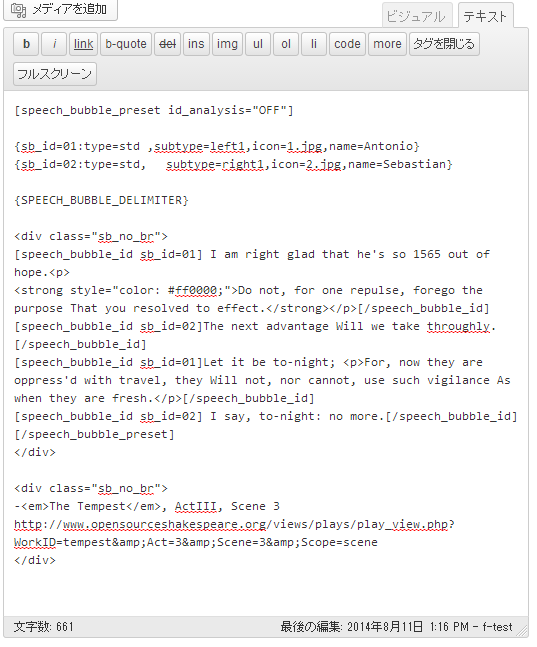 メディアを追加
ビジュアル テキスト
b i link b-quote del ins img ul ol li code more タグを閉じる
フルスクリーン
[speech_bubble_preset id_analysis="OFF"]
{sb_id=01:type=std ,subtype=left1,icon=1.jpg,name=Antonio}
{sb_id=02:type=std,   subtype=right1,icon=2.jpg,name=Sebastian}
{SPEECH_BUBBLE_DELIMITER}
<div class="sb_no_br">
[speech_bubble_id sb_id=01] I am right glad that he's so 1565 out of
hope.<p>
<strong style="color: #ff0000;">Do not, for one repulse, forego the
purpose That you resolved to effect.</strong></p>[/speech_bubble_id]
[speech_bubble_id sb_id=02]The next advantage Will we take throughly.
[/speech_bubble_id]
[speech_bubble_id sb_id=01]Let it be to-night; <p>For, now they are
oppress'd with travel, they Will not, nor cannot, use such vigilance As
when they are fresh.</p>[/speech_bubble_id]
[speech_bubble_id sb_id=02] I say, to-night: no more.[/speech_bubble_id]
[/speech_bubble_preset]
</div>
<div class="sb_no_br">
-<em>The Tempest</em>, ActIII, Scene 3
http://www.opensourceshakespeare.org/views/plays/play_view.php?
WorkID=tempest&amp;Act=3&amp;Scene=3&amp;Scope=scene
</div>
文字数: 661 最後の編集: 2014年8月11日 1:16 PM – f-test